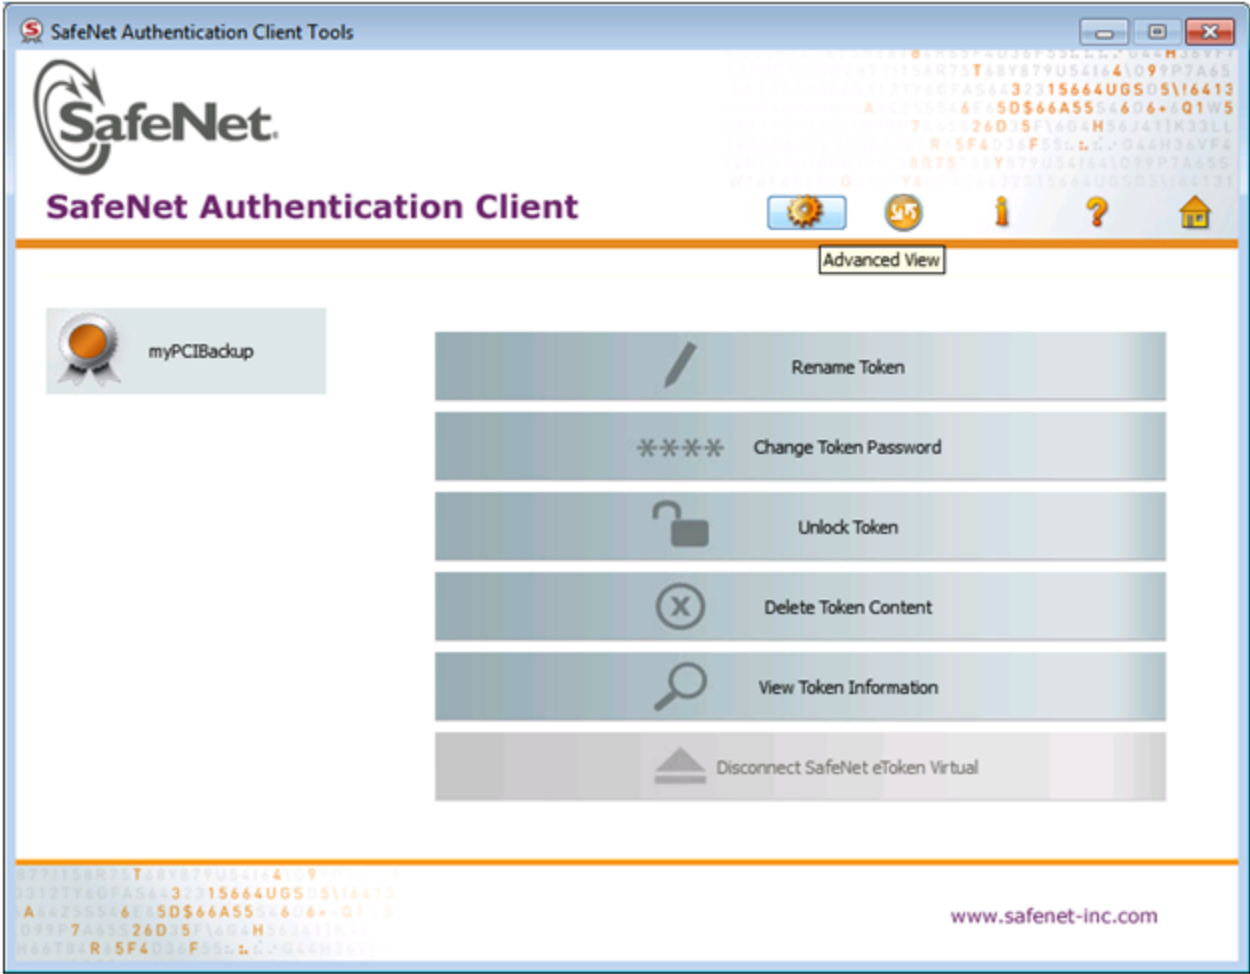 SafeNet Authentication Client Tools
SafeNet.
SafeNet Authentication Client
Advanced View
myPCIBackup
Rename Token
**** Change Token Password
Unlock Token
Delete Token Content
View Token Information
Disconnect SafeNet eToken Virtual
www.safenet-inc.com